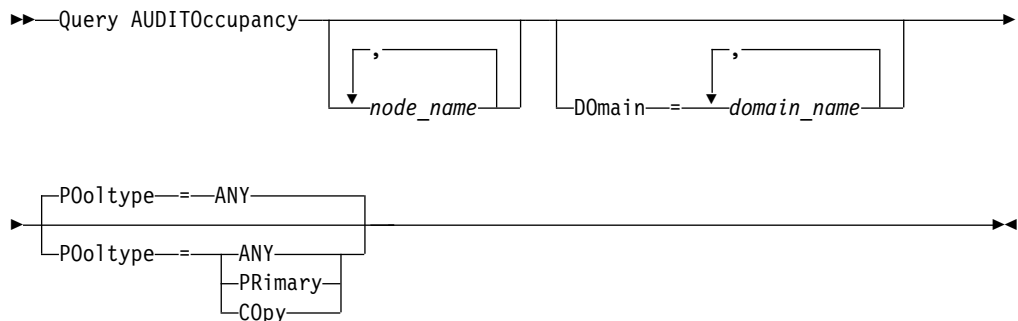 Query AUDITOccupancy
, ,
node_name DOmain = domain_name
POoltype = ANY
POoltype = ANY
PRimary
COpy